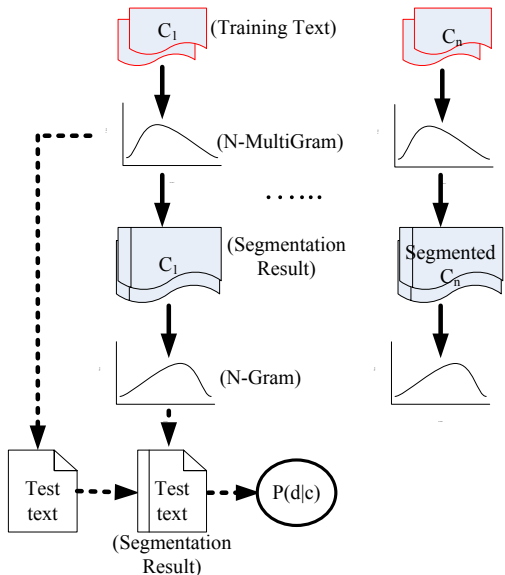 C1 (Training Text) Cn
(N-MultiGram)
......
C1 (Segmentation Result) Segmented Cn
(N-Gram)
Test text
Test text
P(d|c)
(Segmentation Result)